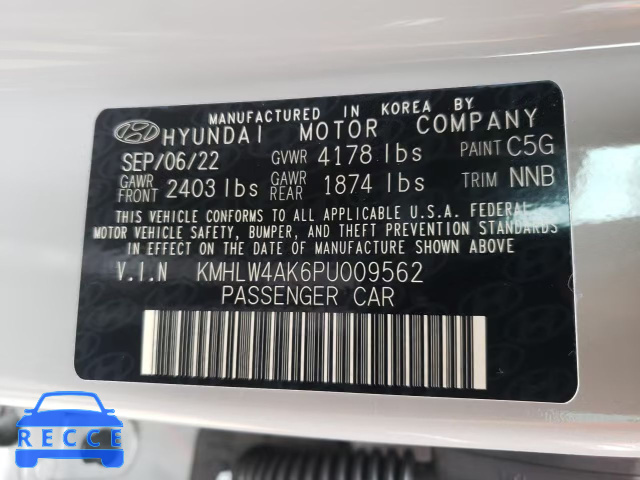 MANUFACTURED IN KOREA BY
HYUNDAI MOTOR COMPANY
SEP/06/22 GVWR 4178 lbs PAINT C5G
GAWR FRONT 2403 lbs GAWR REAR 1874 lbs TRIM NNB
THIS VEHICLE CONFORMS TO ALL APPLICABLE U.S.A. FEDERAL
MOTOR VEHICLE SAFETY, BUMPER, AND THEFT PREVENTION STANDARDS
IN EFFECT ON THE DATE OF MANUFACTURE SHOWN ABOVE.
V.I.N KMHLW4AK6PU009562
PASSENGER CAR
RECCE